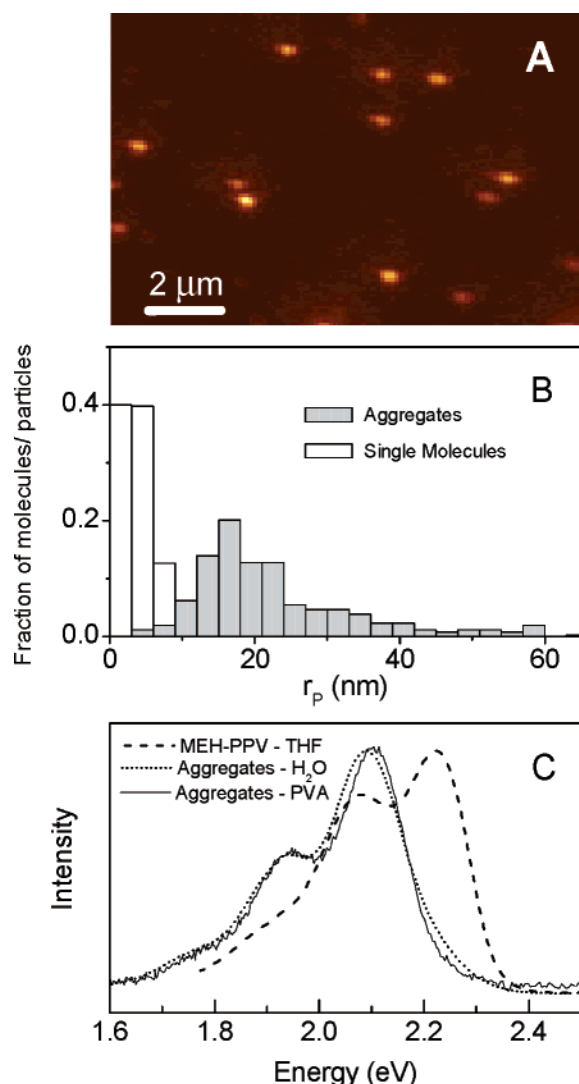 A
2 μm
B
Fraction of molecules/ particles
0.4
0.2
0.0
Aggregates
Single Molecules
0 20 40 60
rP (nm)
C
MEH-PPV - THF
Aggregates - H2O
Aggregates - PVA
Intensity
1.6 1.8 2.0 2.2 2.4
Energy (eV)